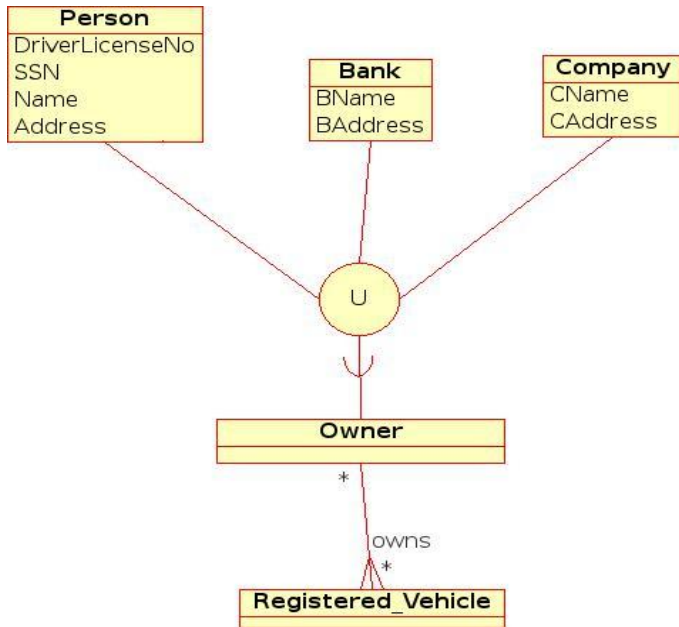 Person
DriverLicenseNo
SSN
Name
Address
Bank
BName
BAddress
Company
CName
CAddress
U
Owner
*
owns
*
Registered_Vehicle